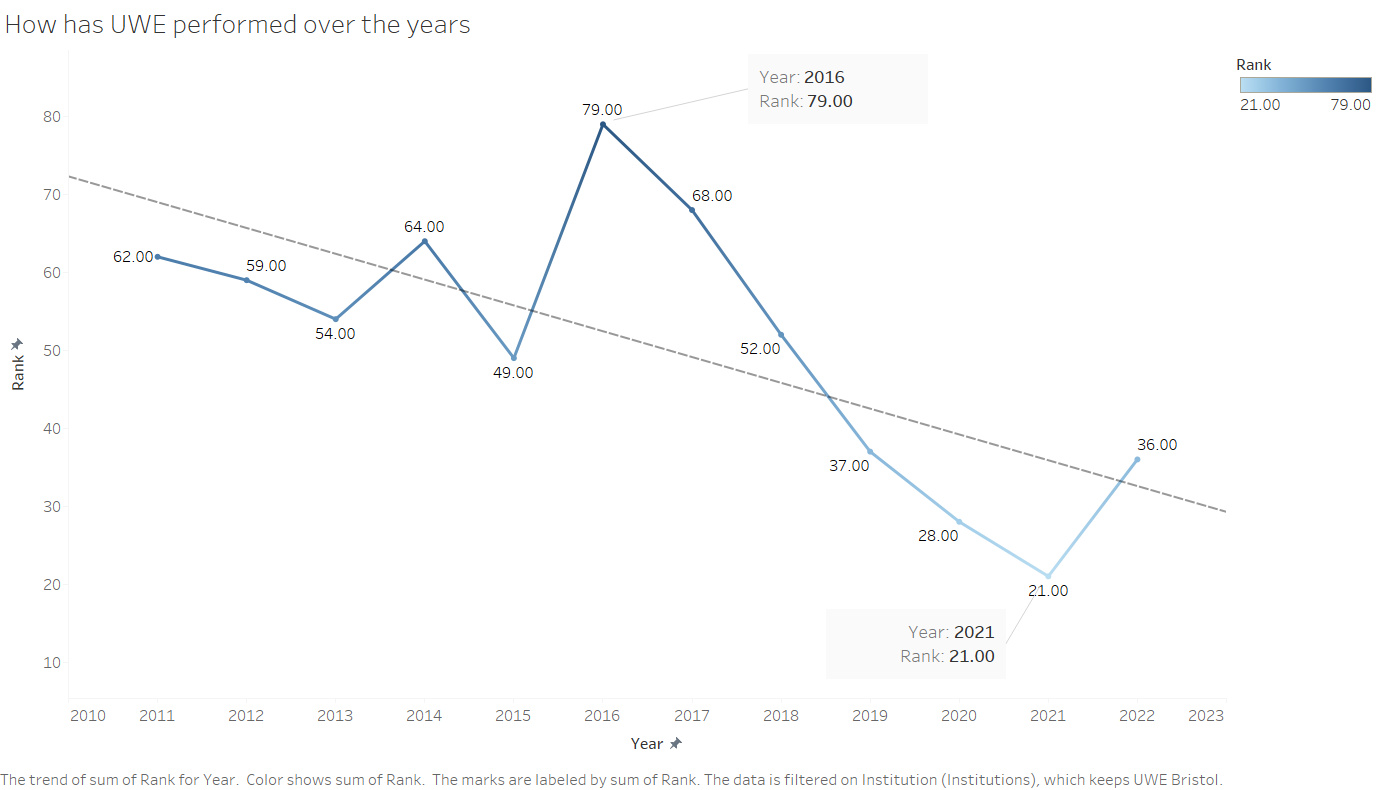 How has UWE performed over the years
Year: 2016
Rank: 79.00
Rank
21.00 79.00
80
70
60
50
40
30
20
10
Rank
62.00
59.00
54.00
64.00
49.00
79.00
68.00
52.00
37.00
28.00
21.00
36.00
Year: 2021
Rank: 21.00
2010 2011 2012 2013 2014 2015 2016 2017 2018 2019 2020 2021 2022 2023
Year
The trend of sum of Rank for Year. Color shows sum of Rank. The marks are labeled by sum of Rank. The data is filtered on Institution (Institutions), which keeps UWE Bristol.